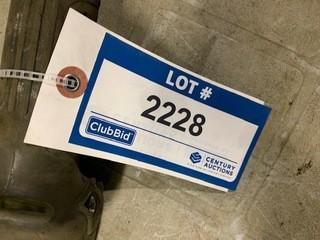 LOT #
2228
ClubBid
CENTURY
AUCTIONS